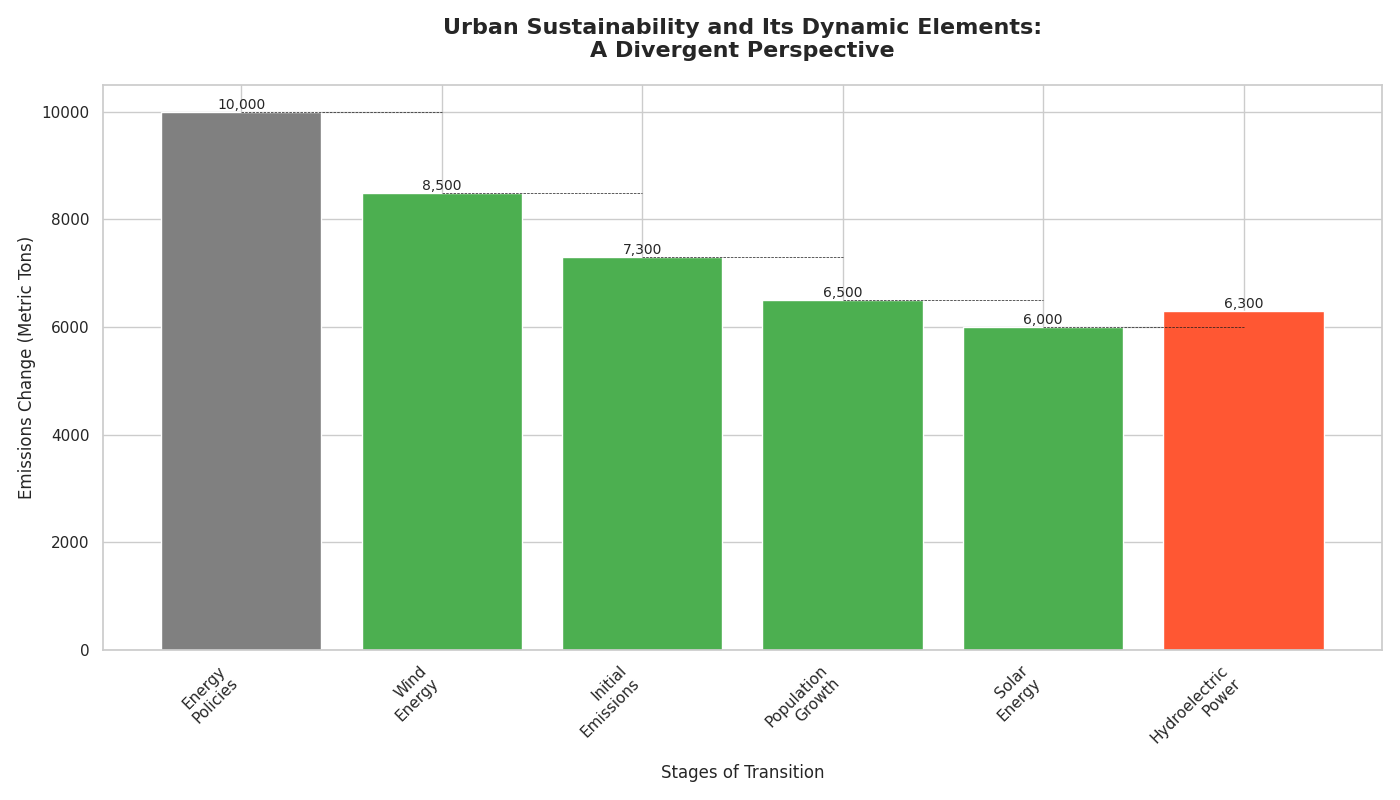 Urban Sustainability and Its Dynamic Elements:
A Divergent Perspective
Emissions Change (Metric Tons)
10000
8000
6000
4000
2000
0
10,000
8,500
7,300
6,500
6,000
6,300
Energy
Policies
Wind
Energy
Initial
Emissions
Population
Growth
Solar
Energy
Hydroelectric
Power
Stages of Transition